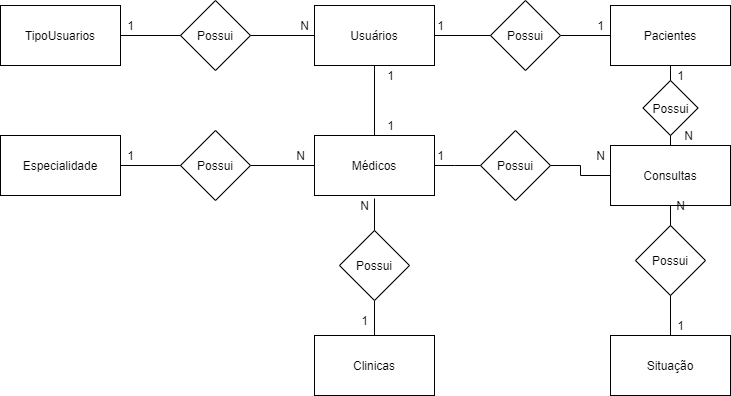 TipoUsuarios
1
Possui
N
Usuários
1
Possui
1
Pacientes
1
1
1
Possui
N
Especialidade
1
Possui
N
Médicos
1
Possui
N
Consultas
N
N
Possui
Possui
1
1
Clinicas
Situação